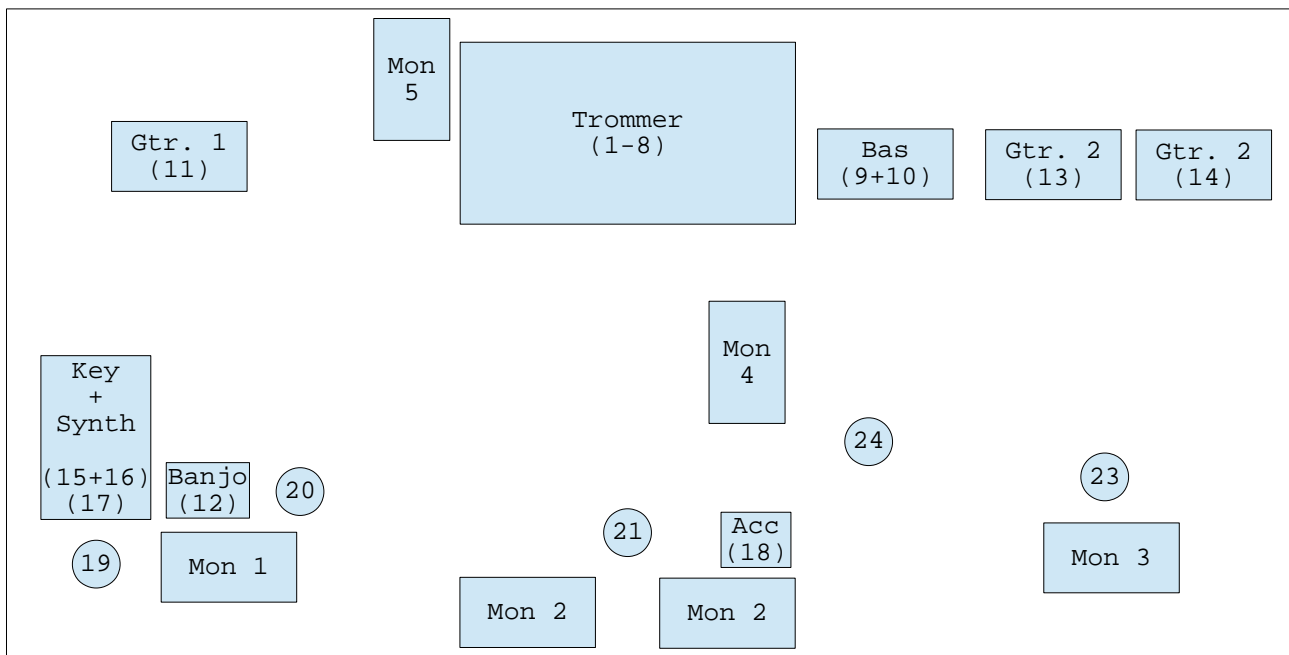 Mon
5
Trommer
(1-8)
Gtr. 1
(11)
Bas
(9+10)
Gtr. 2
(13)
Gtr. 2
(14)
Mon
4
Key
+
Synth
(15+16)
(17)
Banjo
(12)
20
24
23
19
Mon 1
21
Acc
(18)
Mon 3
Mon 2
Mon 2